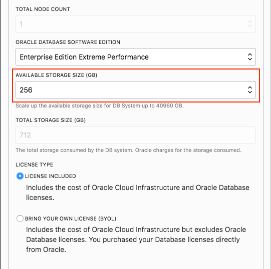 TOTAL NODE COUNT
1
ORACLE DATABASE SOFTWARE EDITION
Enterprise Edition Extreme Performance
AVAILABLE STORAGE SIZE (GB)
256
Scale up the available storage size for DB System up to 40960 GB.
TOTAL STORAGE SIZE (GB)
712
The total storage consumed by the DB system. Oracle charges for the storage consumed.
LICENSE TYPE
LICENSE INCLUDED
Includes the cost of Oracle Cloud Infrastructure and Oracle Database
licenses.
BRING YOUR OWN LICENSE (BYOL)
Includes the cost of Oracle Cloud Infrastructure but excludes Oracle
Database licenses. You purchased your Database licenses directly
from Oracle.